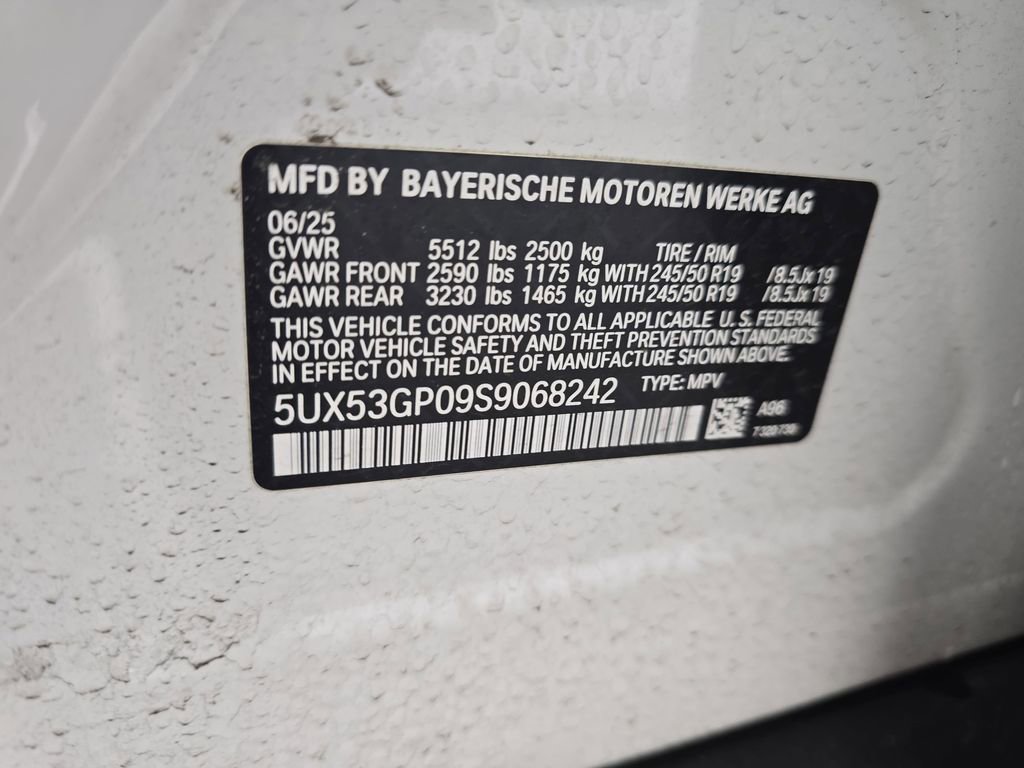 MFD BY BAYERISCHE MOTOREN WERKE AG
06/25
GVWR 5512 lbs 2500 kg TIRE / RIM
GAWR FRONT 2590 lbs 1175 kg WITH 245/50 R19 /8.5Jx19
GAWR REAR 3230 lbs 1465 kg WITH 245/50 R19 /8.5Jx19
THIS VEHICLE CONFORMS TO ALL APPLICABLE U.S. FEDERAL
MOTOR VEHICLE SAFETY AND THEFT PREVENTION STANDARDS
IN EFFECT ON THE DATE OF MANUFACTURE SHOWN ABOVE.
5UX53GP09S9068242 TYPE: MPV
A96